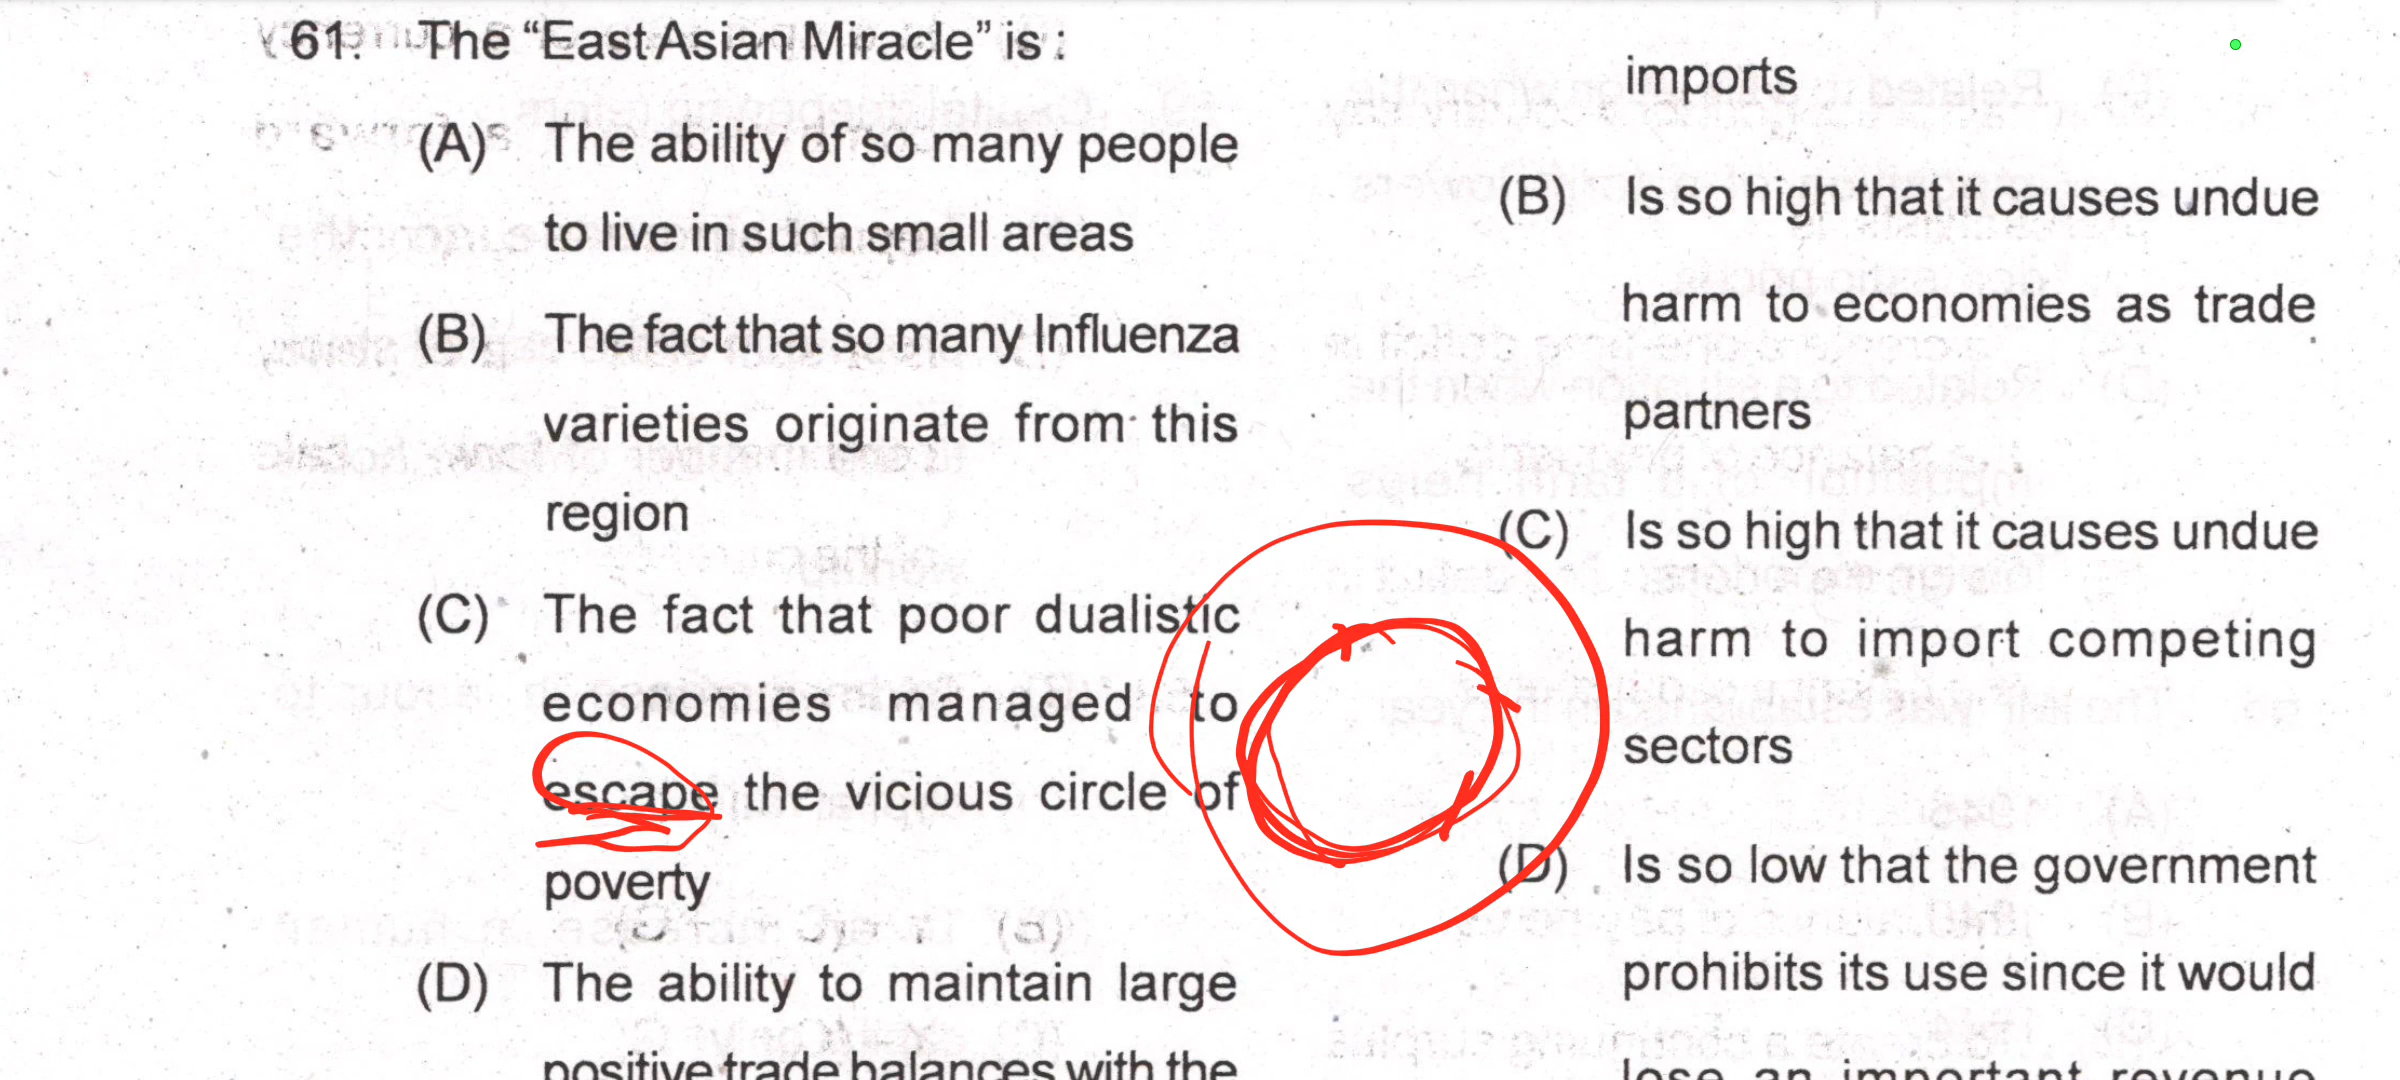 61. The “East Asian Miracle” is :
(A) The ability of so many people
to live in such small areas
(B) The fact that so many Influenza
varieties originate from this
region
(C) The fact that poor dualistic
economies managed to
escape the vicious circle of
poverty
(D) The ability to maintain large
positive trade balances with the
imports
(B) Is so high that it causes undue
harm to economies as trade
partners
(C) Is so high that it causes undue
harm to import competing
sectors
(D) Is so low that the government
prohibits its use since it would
lose an important revenue